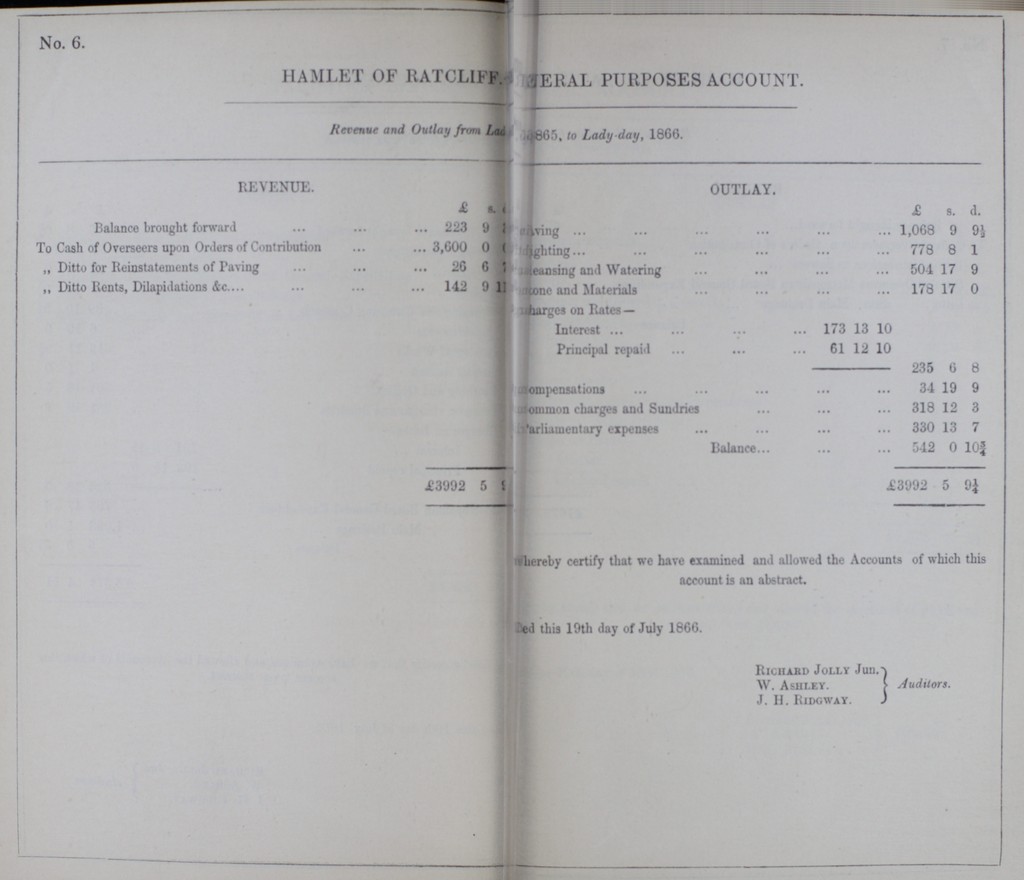 No. 6.
HAMLET OF RATCLIFF. ERAL PURPOSES ACCOUNT.
Revenue and Outlay from 865, to Lady-day, 1866.
REVENUE.
£ s.
Balance brought forward ... ... ... 223 9
To Cash of Overseers upon Orders of Contribution ... ... 3,600 0
„ Ditto for Reinstatements of Paving ... ... ... 26 6
„ Ditto Rents, Dilapidations &c.... ... ... ... 142 9
£3992 5
OUTLAY.
£ s. d.
ving ... ... ... ... ... ... 1,068 9 9½
ighting... ... ... ... ... ... 778 8 1
eansing and Watering ... ... ... ... 504 17 9
one and Materials ... ... ... ... 178 17 0
harges on Rates—
Interest ... ... ... ... 173 13 10
Principal repaid ... ... ... 61 12 10
235 6 8
ompensations ... ... ... ... ... 34 19 9
ommon charges and Sundries ... ... ... 318 12 3
arliamentary expenses ... ... ... ... 330 13 7
Balance... ... ... 542 0 10¾
£3992 5 9¼
hereby certify that we have examined and allowed the Accounts of which this
account is an abstract.
ed this 19th day of July 1866.
RICHARD JOLLY Jun.
W. ASHLEY. } Auditors.
J. H. RIDGWAY.